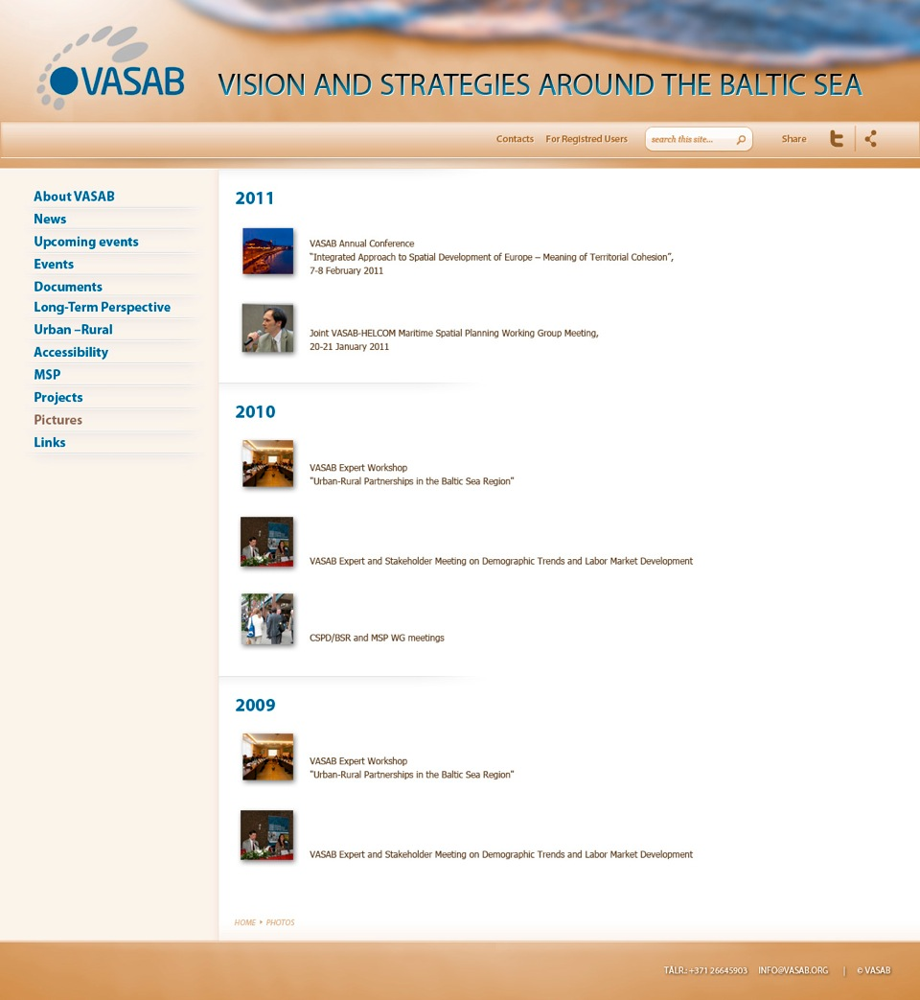 VASAB
VISION AND STRATEGIES AROUND THE BALTIC SEA
Contacts
For Registred Users
search this site...
Share
About VASAB
News
Upcoming events
Events
Documents
Long-Term Perspective
Urban –Rural
Accessibility
MSP
Projects
Pictures
Links
2011
VASAB Annual Conference
"Integrated Approach to Spatial Development of Europe – Meaning of Territorial Cohesion",
7-8 February 2011
Joint VASAB-HELCOM Maritime Spatial Planning Working Group Meeting,
20-21 January 2011
2010
VASAB Expert Workshop
"Urban-Rural Partnerships in the Baltic Sea Region"
VASAB Expert and Stakeholder Meeting on Demographic Trends and Labor Market Development
CSPD/BSR and MSP WG meetings
2009
VASAB Expert Workshop
"Urban-Rural Partnerships in the Baltic Sea Region"
VASAB Expert and Stakeholder Meeting on Demographic Trends and Labor Market Development
HOME ▸ PHOTOS
TĀLR.: +371 26645903 INFO@VASAB.ORG | © VASAB